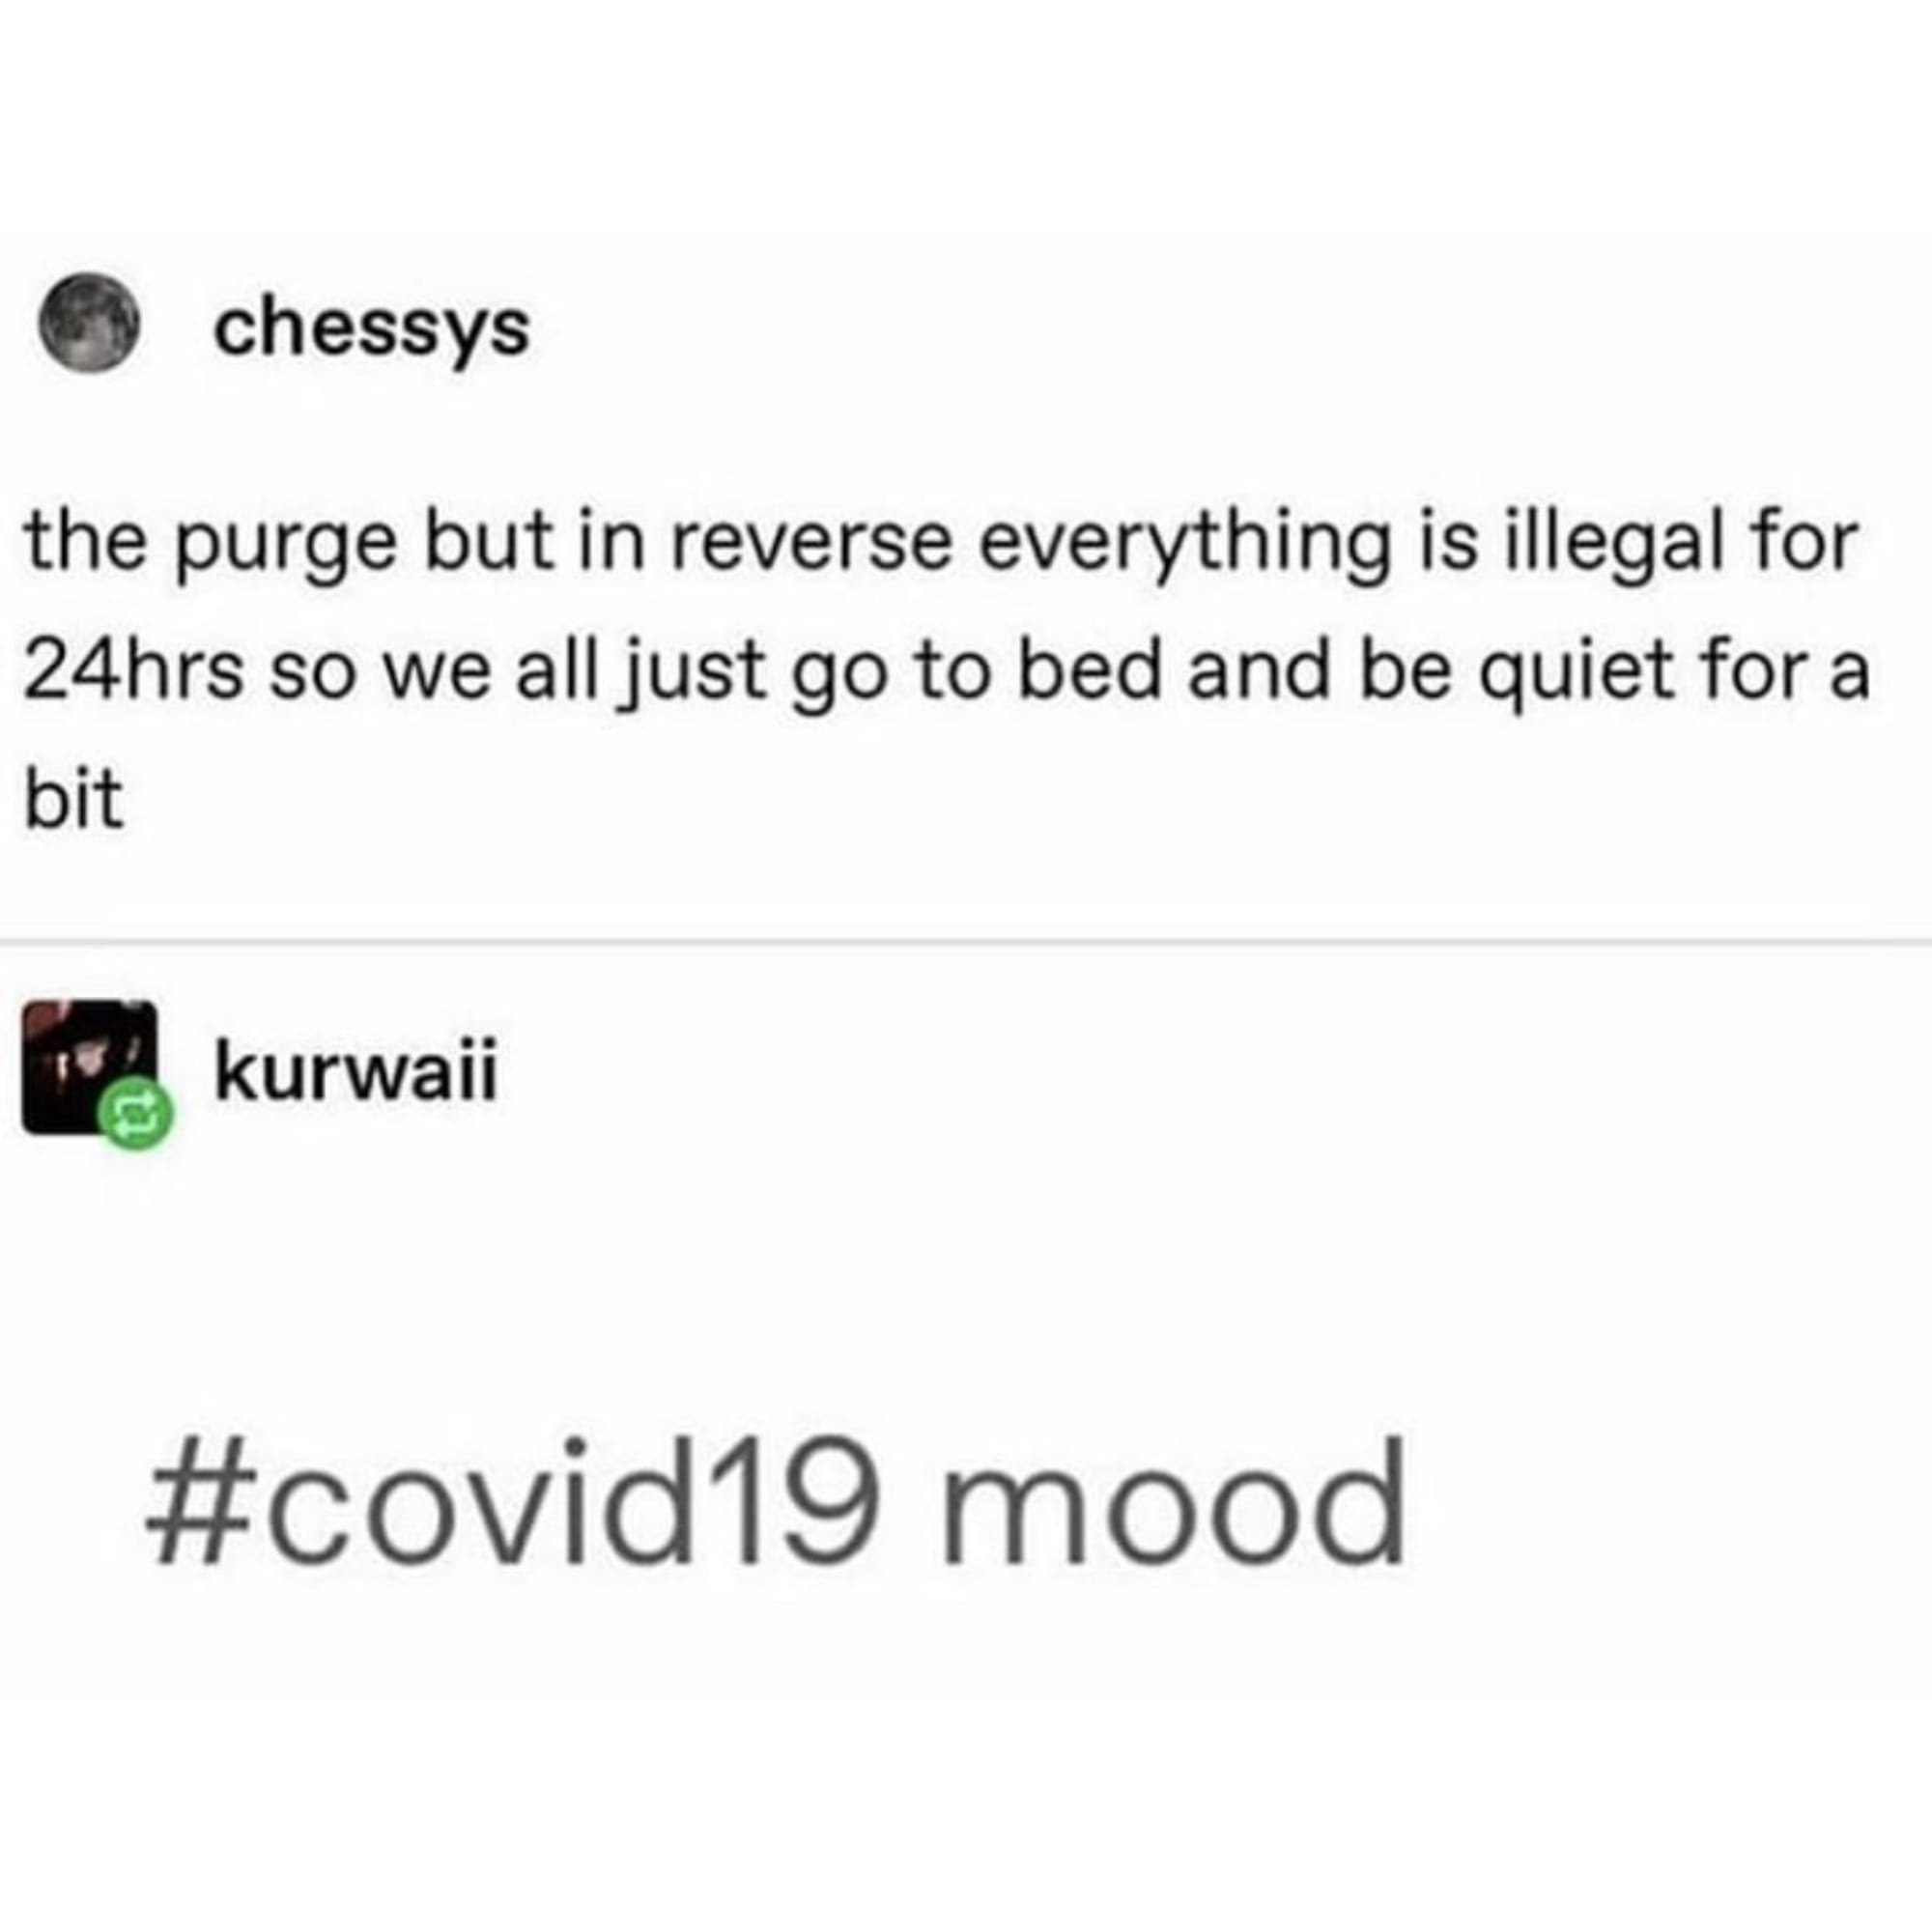 chessys
the purge but in reverse everything is illegal for
24hrs so we all just go to bed and be quiet for a
bit
kurwaii
#covid19 mood